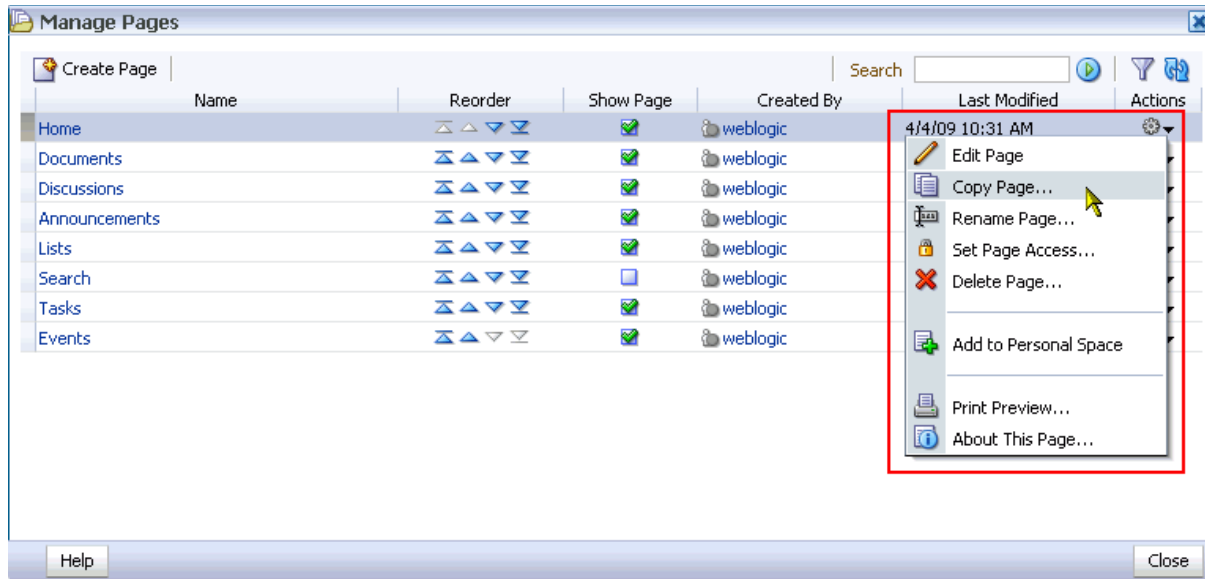 Manage Pages
Create Page Search
Name Reorder Show Page Created By Last Modified Actions
Home weblogic 4/4/09 10:31 AM
Documents weblogic
Discussions weblogic
Announcements weblogic
Lists weblogic
Search weblogic
Tasks weblogic
Events weblogic
Edit Page
Copy Page...
Rename Page...
Set Page Access...
Delete Page...
Add to Personal Space
Print Preview...
About This Page...
Help Close